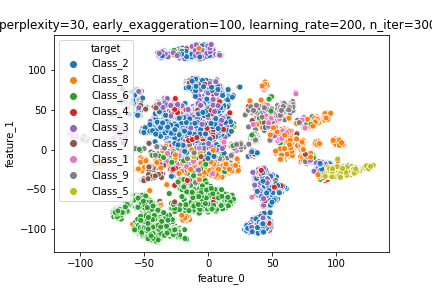 perplexity=30, early_exaggeration=100, learning_rate=200, n_iter=300
target
Class_2
Class_8
Class_6
Class_4
Class_3
Class_7
Class_1
Class_9
Class_5
100
50
0
−50
−100
feature_1
−100
−50
0
50
100
feature_0